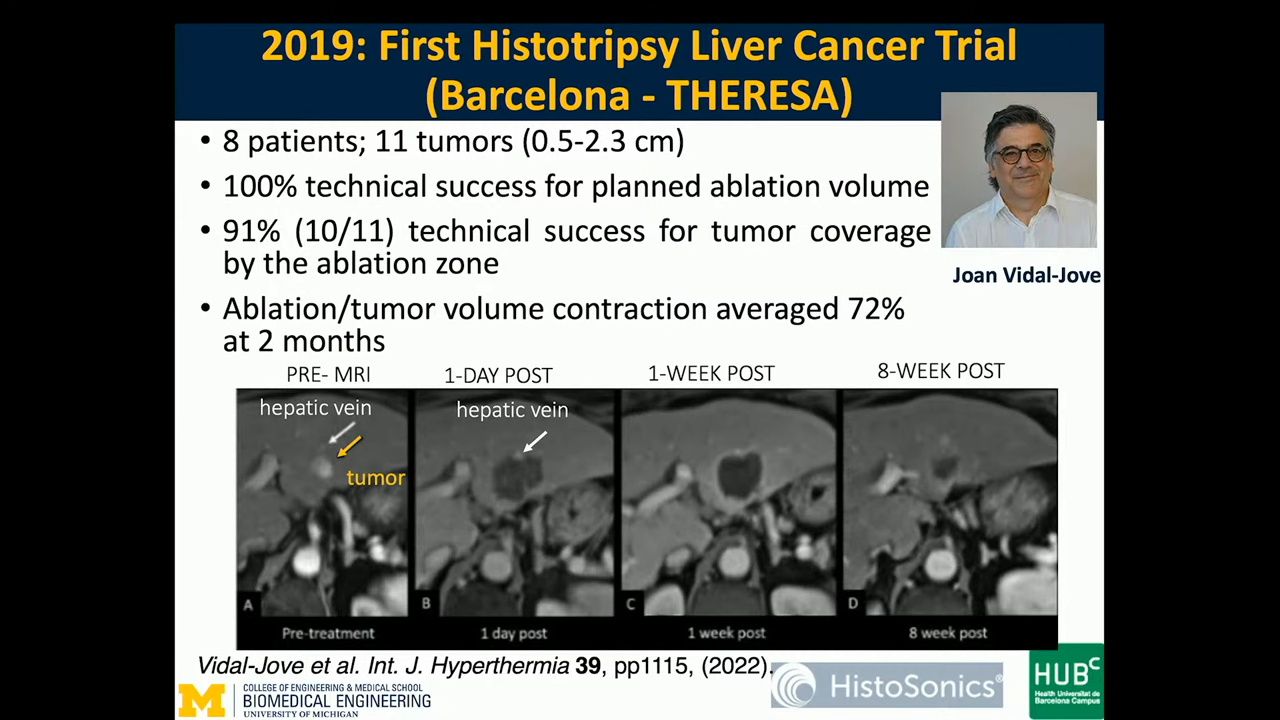 2019: First Histotripsy Liver Cancer Trial
(Barcelona - THERESA)
• 8 patients; 11 tumors (0.5-2.3 cm)
• 100% technical success for planned ablation volume
• 91% (10/11) technical success for tumor coverage
by the ablation zone
Joan Vidal-Jove
• Ablation/tumor volume contraction averaged 72%
at 2 months
PRE- MRI
1-DAY POST
1-WEEK POST
8-WEEK POST
hepatic vein
hepatic vein
tumor
A
B
C
D
Pre-treatment
1 day post
1 week post
8 week post
Vidal-Jove et al. Int. J. Hyperthermia 39, pp1115, (2022).
M
COLLEGE OF ENGINEERING & MEDICAL SCHOOL
BIOMEDICAL ENGINEERING
UNIVERSITY OF MICHIGAN
HistoSonics®
HUBc
Health Universitat de
Barcelona Campus